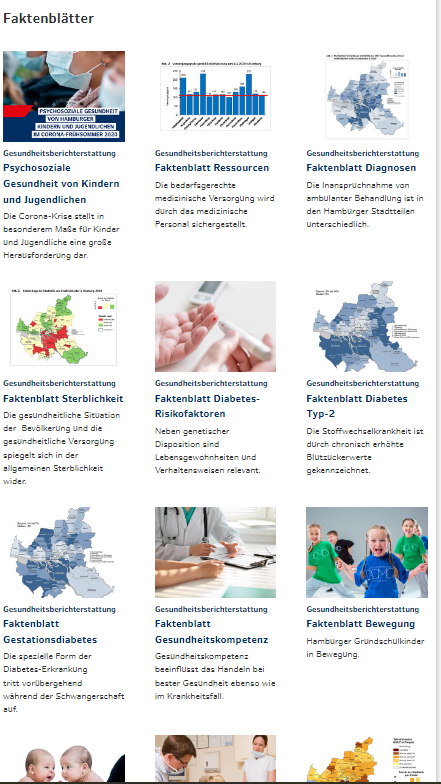 Faktenblätter
PSYCHOSOZIALE GESUNDHEIT
VON HAMBURGER
KINDERN UND JUGENDLICHEN
IM CORONA-FRÜHSOMMER 2020
Gesundheitsberichterstattung
Psychosoziale
Gesundheit von Kindern
und Jugendlichen
Die Corona-Krise stellt in
besonderem Maße für Kinder
und Jugendliche eine große
Herausforderung dar.
Gesundheitsberichterstattung
Faktenblatt Ressourcen
Die bedarfsgerechte
medizinische Versorgung wird
durch das medizinische
Personal sichergestellt.
Gesundheitsberichterstattung
Faktenblatt Diagnosen
Die Inanspruchnahme von
ambulanter Behandlung ist in
den Hamburger Stadtteilen
unterschiedlich.
Gesundheitsberichterstattung
Faktenblatt Sterblichkeit
Die gesundheitliche Situation
der Bevölkerung und die
gesundheitliche Versorgung
spiegelt sich in der
allgemeinen Sterblichkeit
wider.
Gesundheitsberichterstattung
Faktenblatt Diabetes-
Risikofaktoren
Neben genetischer
Disposition sind
Lebensgewohnheiten und
Verhaltensweisen relevant.
Gesundheitsberichterstattung
Faktenblatt Diabetes
Typ-2
Die Stoffwechselkrankheit ist
durch chronisch erhöhte
Blutzuckerwerte
gekennzeichnet.
Gesundheitsberichterstattung
Faktenblatt
Gestationsdiabetes
Die spezielle Form der
Diabetes-Erkrankung
tritt vorübergehend
während der Schwangerschaft
auf.
Gesundheitsberichterstattung
Faktenblatt
Gesundheitskompetenz
Gesundheitskompetenz
beeinflusst das Handeln bei
bester Gesundheit ebenso wie
im Krankheitsfall.
Gesundheitsberichterstattung
Faktenblatt Bewegung
Hamburger Grundschulkinder
in Bewegung.